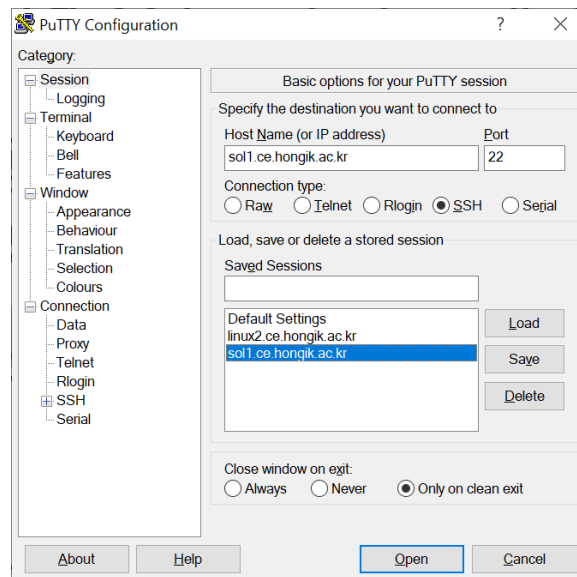 PuTTY Configuration
?
Category:
Session
Logging
Terminal
Keyboard
Bell
Features
Window
Appearance
Behaviour
Translation
Selection
Colours
Connection
Data
Proxy
Telnet
Rlogin
SSH
Serial
Basic options for your PuTTY session
Specify the destination you want to connect to
Host Name (or IP address) Port
sol1.ce.hongik.ac.kr 22
Connection type:
Raw Telnet Rlogin SSH Serial
Load, save or delete a stored session
Saved Sessions
Default Settings
linux2.ce.hongik.ac.kr
sol1.ce.hongik.ac.kr
Load
Save
Delete
Close window on exit:
Always Never Only on clean exit
About Help Open Cancel